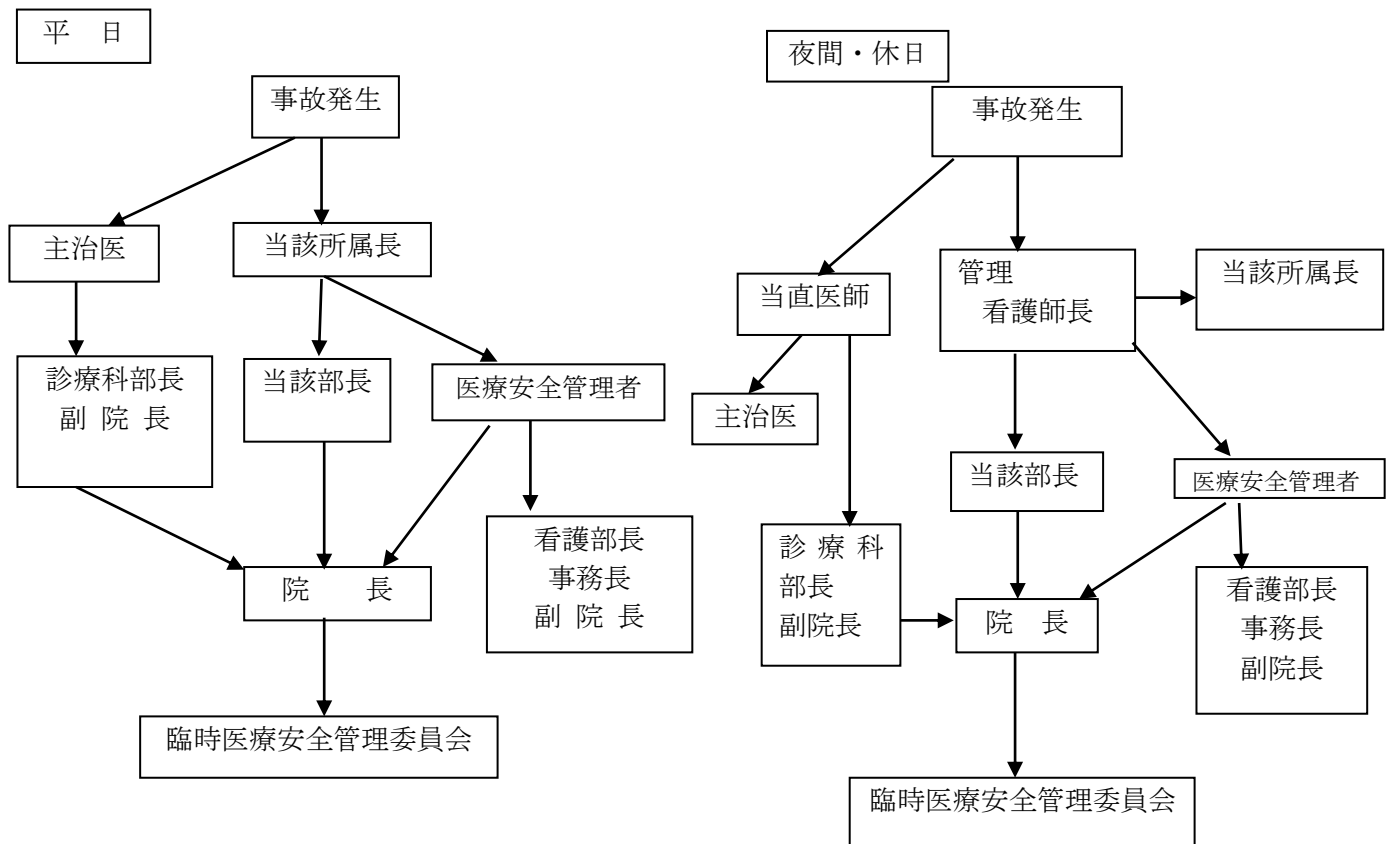 平　日
事故発生
主治医
当該所属長
診療科部長
副 院 長
当該部長
医療安全管理者
看護部長
事務長
副 院 長
院　　長
臨時医療安全管理委員会
夜間・休日
事故発生
当直医師
管理
看護師長
当該所属長
主治医
当該部長
医療安全管理者
診 療 科
部長
副院長
院　長
看護部長
事務長
副院長
臨時医療安全管理委員会